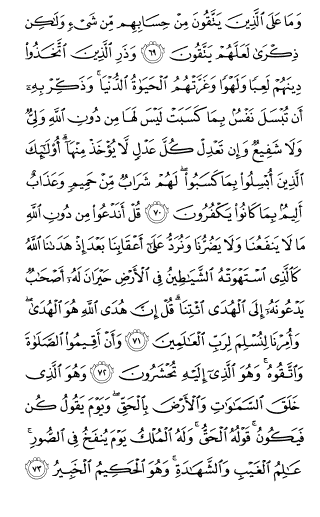 وَمَا عَلَى ٱلَّذِينَ يَتَّقُونَ مِنْ حِسَابِهِم مِّن شَىْءٍ وَلَـٰكِن
ذِكْرَىٰ لَعَلَّهُمْ يَتَّقُونَ ۝٦٩ وَذَرِ ٱلَّذِينَ ٱتَّخَذُوا۟
دِينَهُمْ لَعِبًا وَلَهْوًا وَغَرَّتْهُمُ ٱلْحَيَوٰةُ ٱلدُّنْيَا ۚ وَذَكِّرْ بِهِۦٓ
أَن تُبْسَلَ نَفْسٌۢ بِمَا كَسَبَتْ لَيْسَ لَهَا مِن دُونِ ٱللَّهِ وَلِىٌّ
وَلَا شَفِيعٌ وَإِن تَعْدِلْ كُلَّ عَدْلٍ لَّا يُؤْخَذْ مِنْهَآ ۗ أُو۟لَـٰٓئِكَ
ٱلَّذِينَ أُبْسِلُوا۟ بِمَا كَسَبُوا۟ ۖ لَهُمْ شَرَابٌ مِّنْ حَمِيمٍ وَعَذَابٌ
أَلِيمٌۢ بِمَا كَانُوا۟ يَكْفُرُونَ ۝٧٠ قُلْ أَنَدْعُوا۟ مِن دُونِ ٱللَّهِ
مَا لَا يَنفَعُنَا وَلَا يَضُرُّنَا وَنُرَدُّ عَلَىٰٓ أَعْقَابِنَا بَعْدَ إِذْ هَدَىٰنَا ٱللَّهُ
كَٱلَّذِى ٱسْتَهْوَتْهُ ٱلشَّيَـٰطِينُ فِى ٱلْأَرْضِ حَيْرَانَ لَهُۥٓ أَصْحَـٰبٌ
يَدْعُونَهُۥٓ إِلَى ٱلْهُدَى ٱئْتِنَا ۗ قُلْ إِنَّ هُدَى ٱللَّهِ هُوَ ٱلْهُدَىٰ ۖ
وَأُمِرْنَا لِنُسْلِمَ لِرَبِّ ٱلْعَـٰلَمِينَ ۝٧١ وَأَنْ أَقِيمُوا۟ ٱلصَّلَوٰةَ
وَٱتَّقُوهُ ۚ وَهُوَ ٱلَّذِىٓ إِلَيْهِ تُحْشَرُونَ ۝٧٢ وَهُوَ ٱلَّذِى
خَلَقَ ٱلسَّمَـٰوَٰتِ وَٱلْأَرْضَ بِٱلْحَقِّ ۖ وَيَوْمَ يَقُولُ كُن
فَيَكُونُ ۚ قَوْلُهُ ٱلْحَقُّ ۚ وَلَهُ ٱلْمُلْكُ يَوْمَ يُنفَخُ فِى ٱلصُّورِ ۚ
عَـٰلِمُ ٱلْغَيْبِ وَٱلشَّهَـٰدَةِ ۚ وَهُوَ ٱلْحَكِيمُ ٱلْخَبِيرُ ۝٧٣